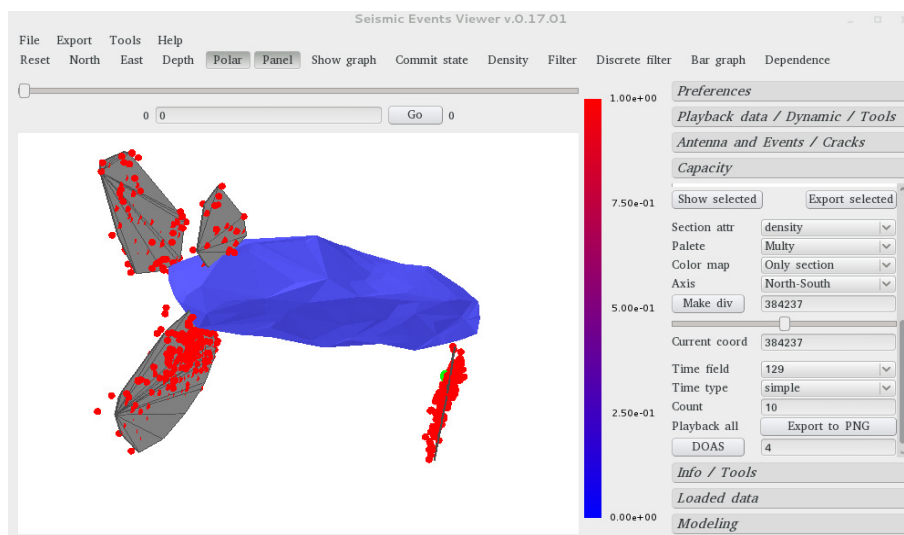 Seismic Events Viewer v.0.17.01
File Export Tools Help
Reset North East Depth Polar Panel Show graph Commit state Density Filter Discrete filter Bar graph Dependence
0 0 Go 0
1.00e+00
7.50e-01
5.00e-01
2.50e-01
0.00e+00
Preferences
Playback data / Dynamic / Tools
Antenna and Events / Cracks
Capacity
Show selected Export selected
Section attr density
Palete Multy
Color map Only section
Axis North-South
Make div 384237
Current coord 384237
Time field 129
Time type simple
Count 10
Playback all Export to PNG
DOAS 4
Info / Tools
Loaded data
Modeling